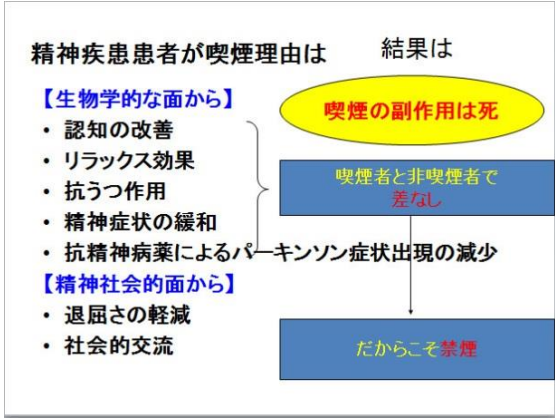 精神疾患患者が喫煙理由は
【生物学的な面から】
・ 認知の改善
・ リラックス効果
・ 抗うつ作用
・ 精神症状の緩和
・ 抗精神病薬によるパーキンソン症状出現の減少
【精神社会的面から】
・ 退屈さの軽減
・ 社会的交流
結果は
喫煙の副作用は死
喫煙者と非喫煙者で
差なし
だからこそ禁煙